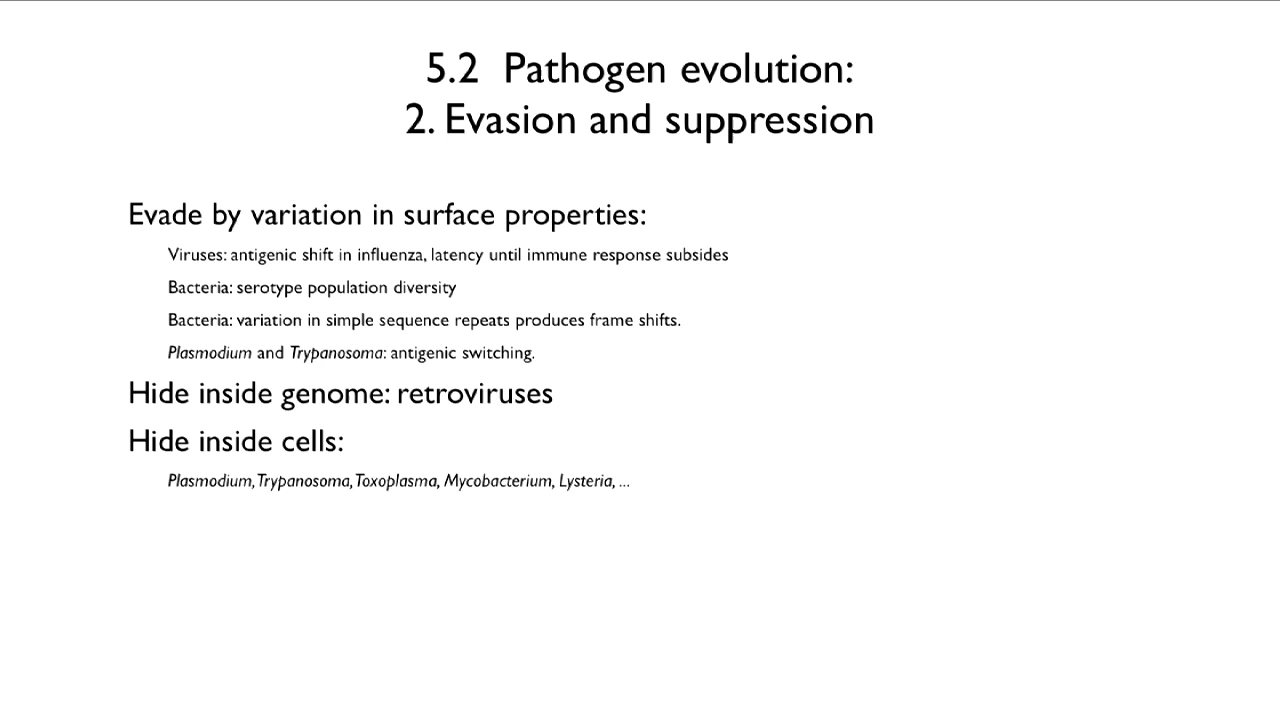 5.2 Pathogen evolution:
2. Evasion and suppression
Evade by variation in surface properties:
Viruses: antigenic shift in influenza, latency until immune response subsides
Bacteria: serotype population diversity
Bacteria: variation in simple sequence repeats produces frame shifts.
Plasmodium and Trypanosoma: antigenic switching.
Hide inside genome: retroviruses
Hide inside cells:
Plasmodium, Trypanosoma, Toxoplasma, Mycobacterium, Lysteria, ...